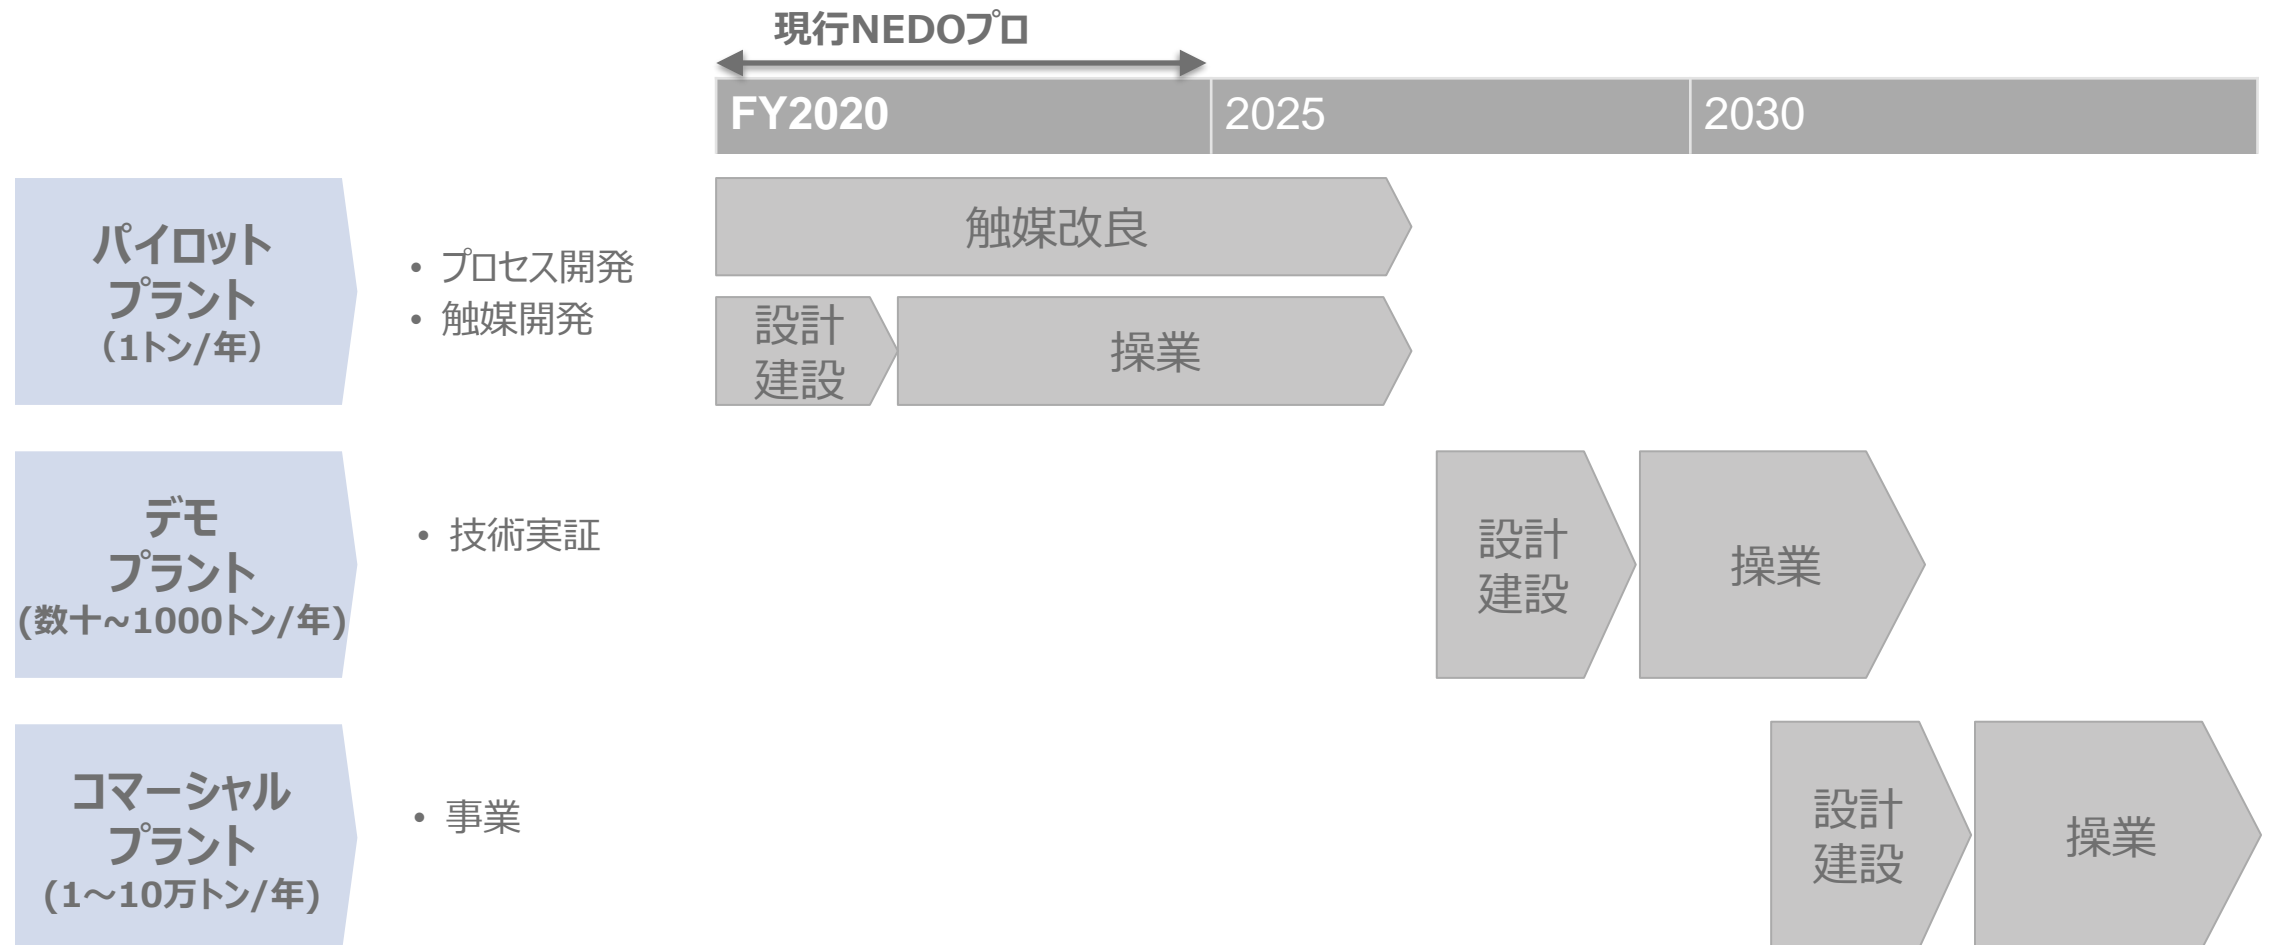 現行NEDOプロ
FY2020
2025
2030
パイロット
プラント
（1トン/年）
• プロセス開発
• 触媒開発
触媒改良
設計
建設
操業
デモ
プラント
(数十~1000トン/年)
• 技術実証
設計
建設
操業
コマーシャル
プラント
(1～10万トン/年)
• 事業
設計
建設
操業